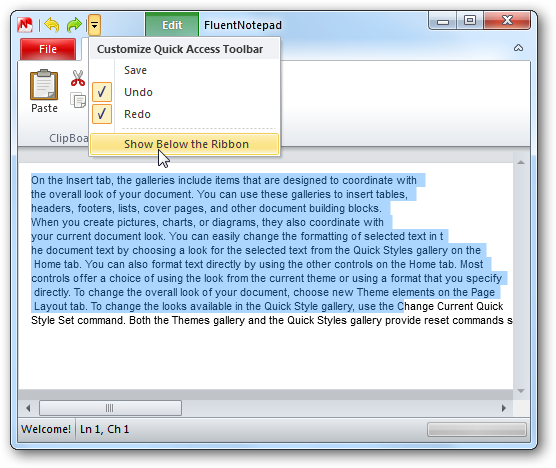 Edit FluentNotepad
Customize Quick Access Toolbar
File
Save
Undo
Redo
Show Below the Ribbon
Paste
ClipBoa
On the Insert tab, the galleries include items that are designed to coordinate with
the overall look of your document. You can use these galleries to insert tables,
headers, footers, lists, cover pages, and other document building blocks.
When you create pictures, charts, or diagrams, they also coordinate with
your current document look. You can easily change the formatting of selected text in t
he document text by choosing a look for the selected text from the Quick Styles gallery on the
Home tab. You can also format text directly by using the other controls on the Home tab. Most
controls offer a choice of using the look from the current theme or using a format that you specify
directly. To change the overall look of your document, choose new Theme elements on the Page
Layout tab. To change the looks available in the Quick Style gallery, use the Change Current Quick
Style Set command. Both the Themes gallery and the Quick Styles gallery provide reset commands s
Welcome! Ln 1, Ch 1